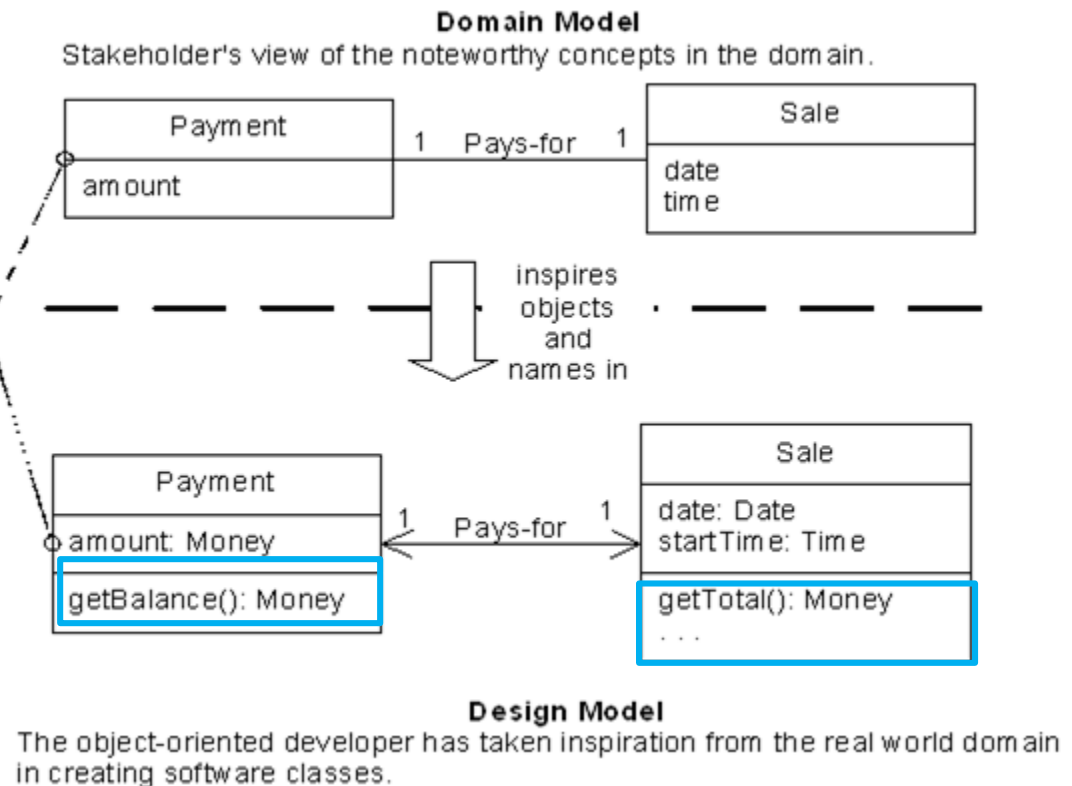 Domain Model
Stakeholder's view of the noteworthy concepts in the domain.
Payment
amount
1 Pays-for 1
Sale
date
time
inspires
objects
and
names in
Payment
amount: Money
getBalance(): Money
1 Pays-for 1
Sale
date: Date
startTime: Time
getTotal(): Money
. . .
Design Model
The object-oriented developer has taken inspiration from the real world domain
in creating software classes.